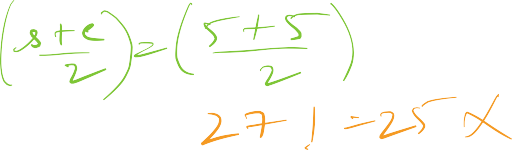 (s+e/2) = (5+5/2)
27 != 25 X